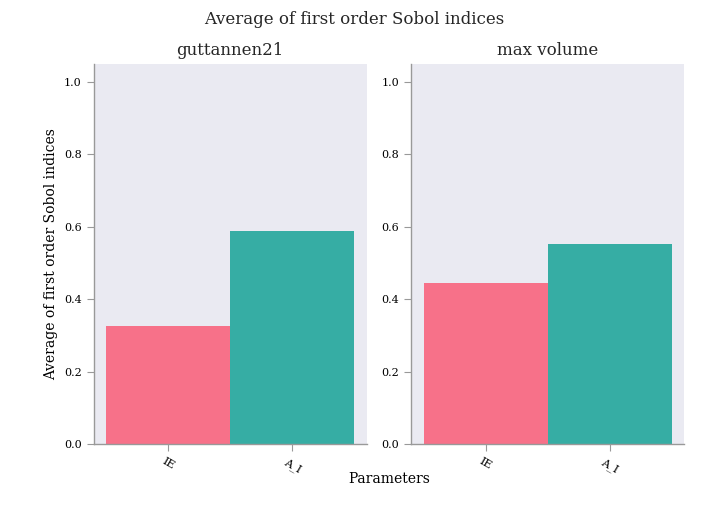 Average of first order Sobol indices
guttannen21
max volume
Average of first order Sobol indices
1.0
0.8
0.6
0.4
0.2
0.0
IE
A_I
1.0
0.8
0.6
0.4
0.2
0.0
IE
A_I
Parameters